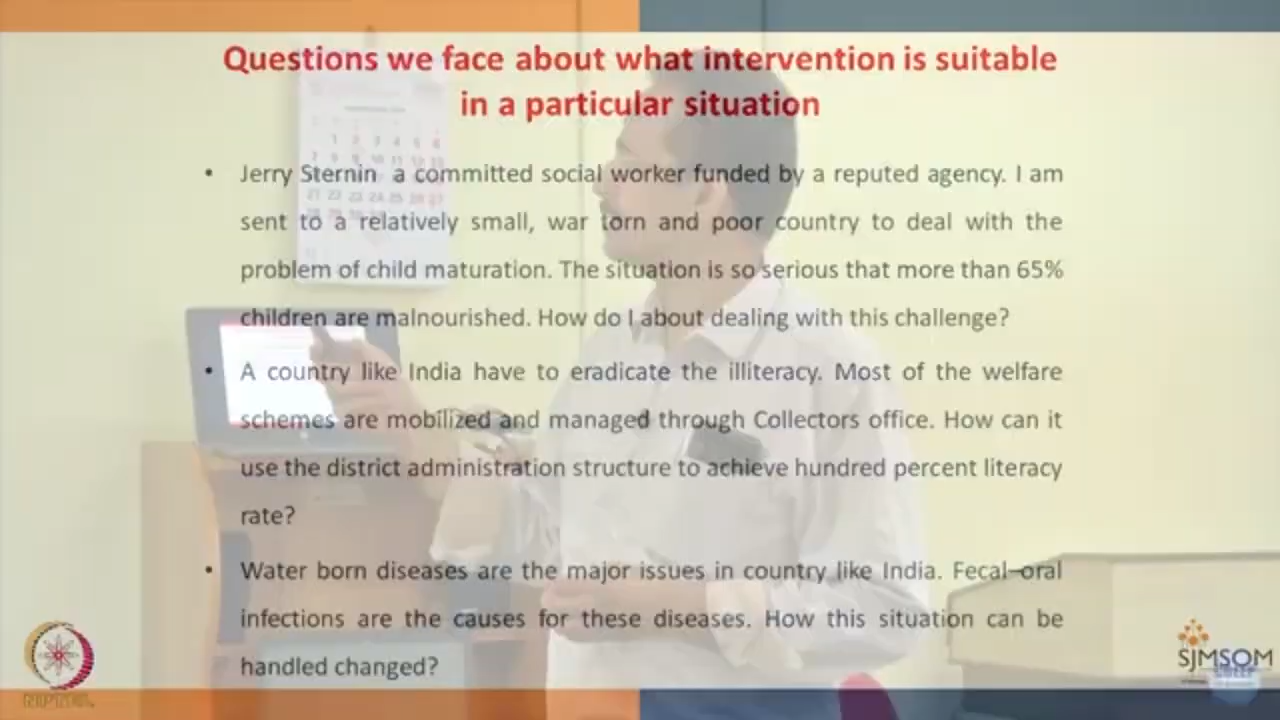 Questions we face about what intervention is suitable
in a particular situation
• Jerry Sternin a committed social worker funded by a reputed agency. I am
sent to a relatively small, war torn and poor country to deal with the
problem of child maturation. The situation is so serious that more than 65%
children are malnourished. How do I about dealing with this challenge?
• A country like India have to eradicate the illiteracy. Most of the welfare
schemes are mobilized and managed through Collectors office. How can it
use the district administration structure to achieve hundred percent literacy
rate?
• Water born diseases are the major issues in country like India. Fecal–oral
infections are the causes for these diseases. How this situation can be
handled changed?
SJMSOM